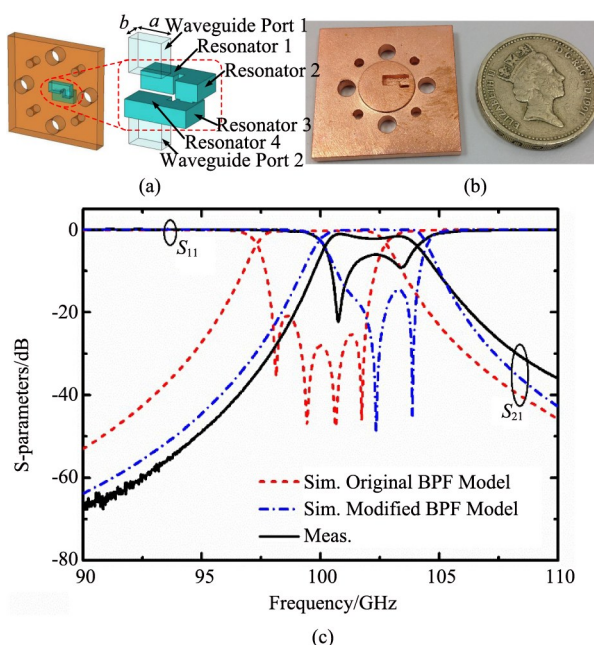 b a
Waveguide Port 1
Resonator 1
Resonator 2
Resonator 3
Resonator 4
Waveguide Port 2
(a)
(b)
0
-20
-40
-60
-80
S-parameters/dB
S11
S21
Sim. Original BPF Model
Sim. Modified BPF Model
Meas.
90 95 100 105 110
Frequency/GHz
(c)